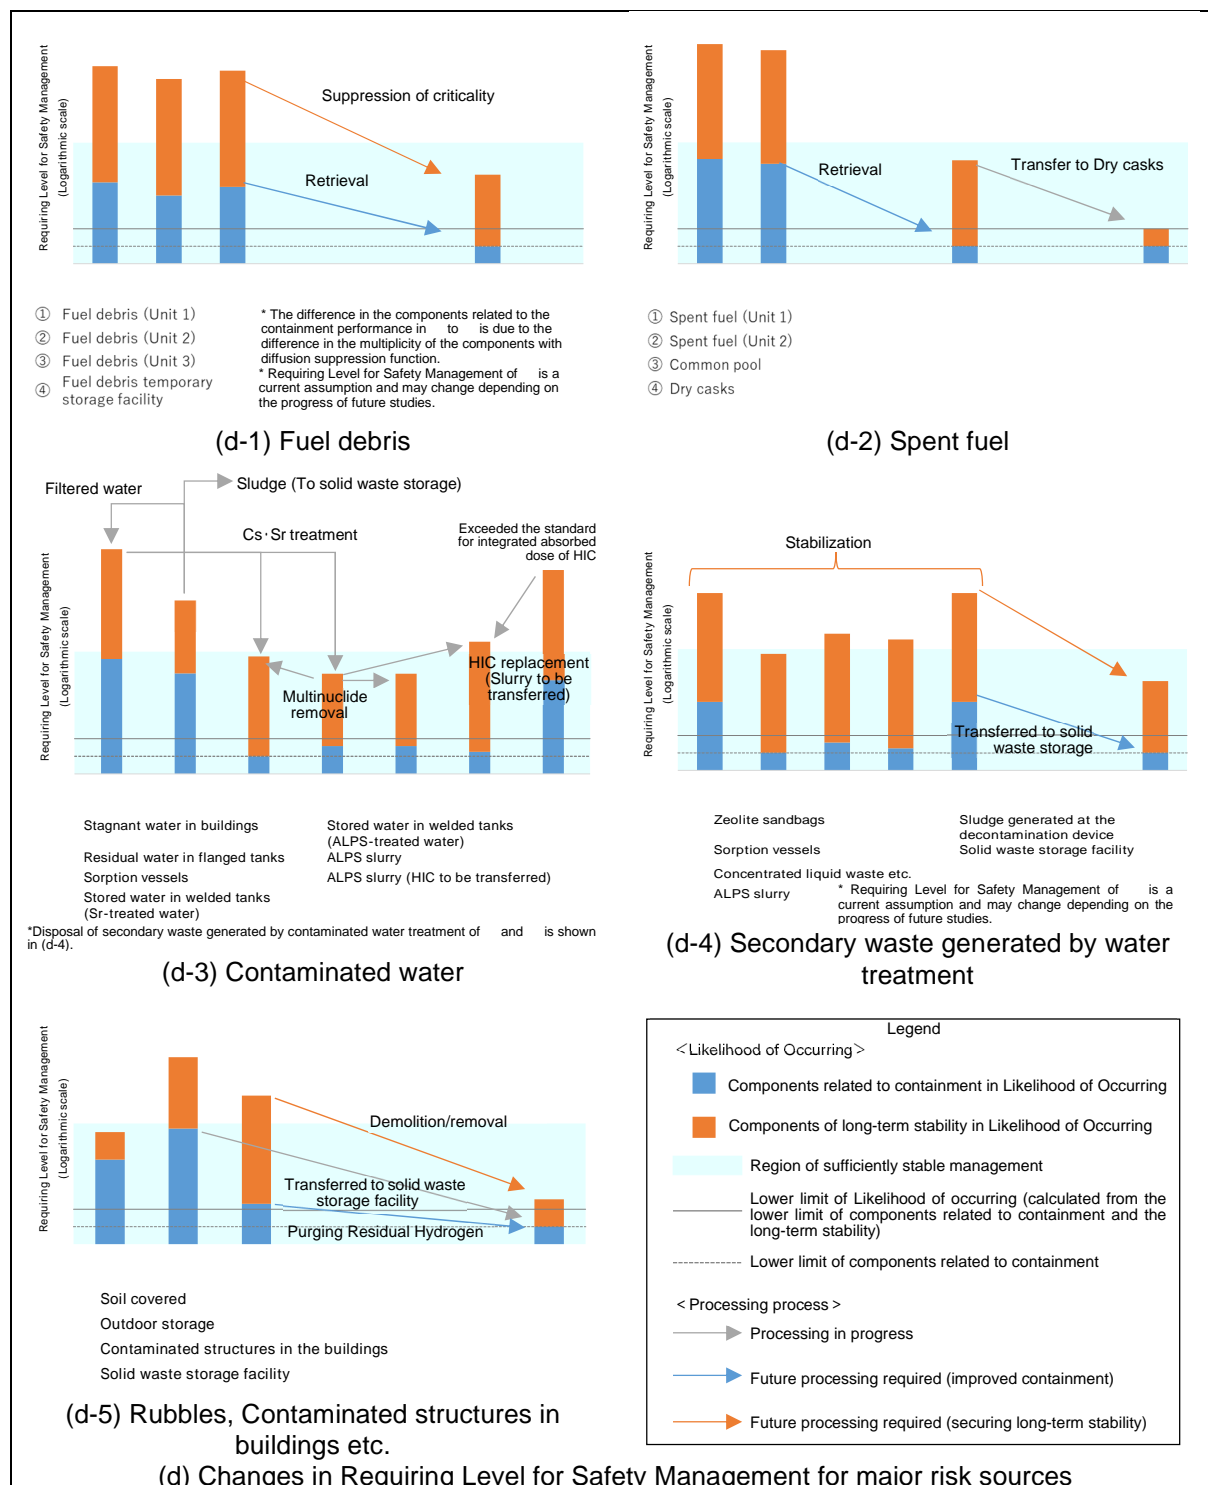 Requiring Level for Safety Management
(Logarithmic scale)
Suppression of criticality
Retrieval
① Fuel debris (Unit 1)
② Fuel debris (Unit 2)
③ Fuel debris (Unit 3)
④ Fuel debris temporary
storage facility
* The difference in the components related to the
containment performance in to is due to the
difference in the multiplicity of the components with
diffusion suppression function.
* Requiring Level for Safety Management of is a
current assumption and may change depending on
the progress of future studies.
(d-1) Fuel debris
Requiring Level for Safety Management
(Logarithmic scale)
Retrieval
Transfer to Dry casks
① Spent fuel (Unit 1)
② Spent fuel (Unit 2)
③ Common pool
④ Dry casks
(d-2) Spent fuel
Requiring Level for Safety Management
(Logarithmic scale)
Filtered water
Sludge (To solid waste storage)
Cs·Sr treatment
Exceeded the standard
for integrated absorbed
dose of HIC
Multinuclide
removal
HIC replacement
(Slurry to be
transferred)
Stagnant water in buildings
Residual water in flanged tanks
Sorption vessels
Stored water in welded tanks
(Sr-treated water)
Stored water in welded tanks
(ALPS-treated water)
ALPS slurry
ALPS slurry (HIC to be transferred)
*Disposal of secondary waste generated by contaminated water treatment of and is shown
in (d-4).
(d-3) Contaminated water
Requiring Level for Safety Management
(Logarithmic scale)
Stabilization
Transferred to solid
waste storage
Zeolite sandbags
Sorption vessels
Concentrated liquid waste etc.
ALPS slurry
Sludge generated at the
decontamination device
Solid waste storage facility
* Requiring Level for Safety Management of is a
current assumption and may change depending on the
progress of future studies.
(d-4) Secondary waste generated by water
treatment
Requiring Level for Safety Management
(Logarithmic scale)
Demolition/removal
Transferred to solid waste
storage facility
Purging Residual Hydrogen
Soil covered
Outdoor storage
Contaminated structures in the buildings
Solid waste storage facility
(d-5) Rubbles, Contaminated structures in
buildings etc.
Legend
<Likelihood of Occurring>
Components related to containment in Likelihood of Occurring
Components of long-term stability in Likelihood of Occurring
Region of sufficiently stable management
Lower limit of Likelihood of occurring (calculated from the
lower limit of components related to containment and the
long-term stability)
Lower limit of components related to containment
< Processing process >
Processing in progress
Future processing required (improved containment)
Future processing required (securing long-term stability)
(d) Changes in Requiring Level for Safety Management for major risk sources